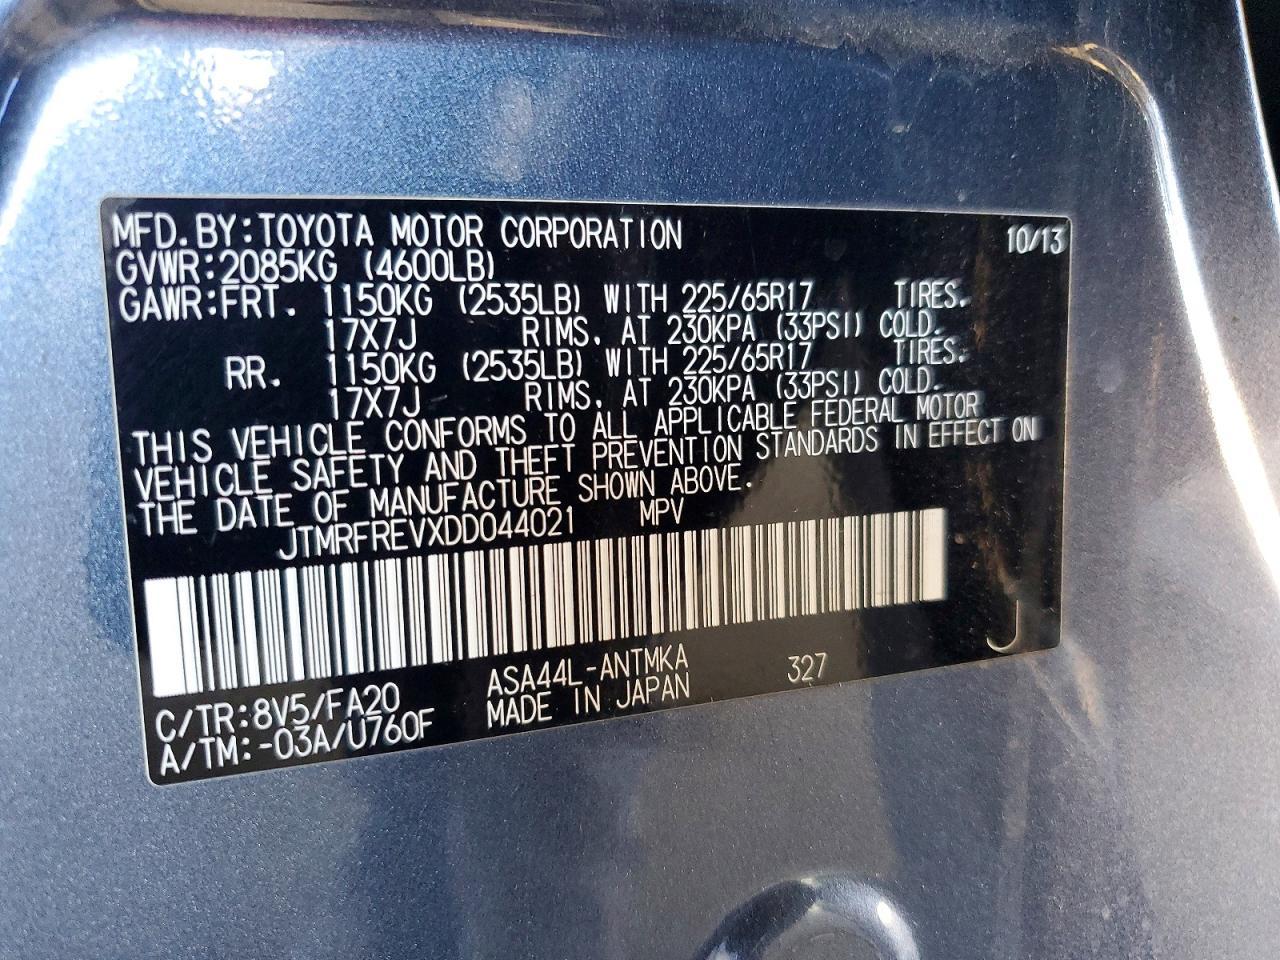 MFD.BY:TOYOTA MOTOR CORPORATION 10/13
GVWR:2085KG (4600LB)
GAWR:FRT. 1150KG (2535LB) WITH 225/65R17 TIRES.
17X7J RIMS, AT 230KPA (33PSI) COLD.
RR. 1150KG (2535LB) WITH 225/65R17 TIRES.
17X7J RIMS, AT 230KPA (33PSI) COLD.
THIS VEHICLE CONFORMS TO ALL APPLICABLE FEDERAL MOTOR
VEHICLE SAFETY AND THEFT PREVENTION STANDARDS IN EFFECT ON
THE DATE OF MANUFACTURE SHOWN ABOVE.
JTMRFREVXDD044021 MPV
C/TR:8V5/FA20 ASA44L-ANTMKA 327 J
A/TM:-03A/U760F MADE IN JAPAN